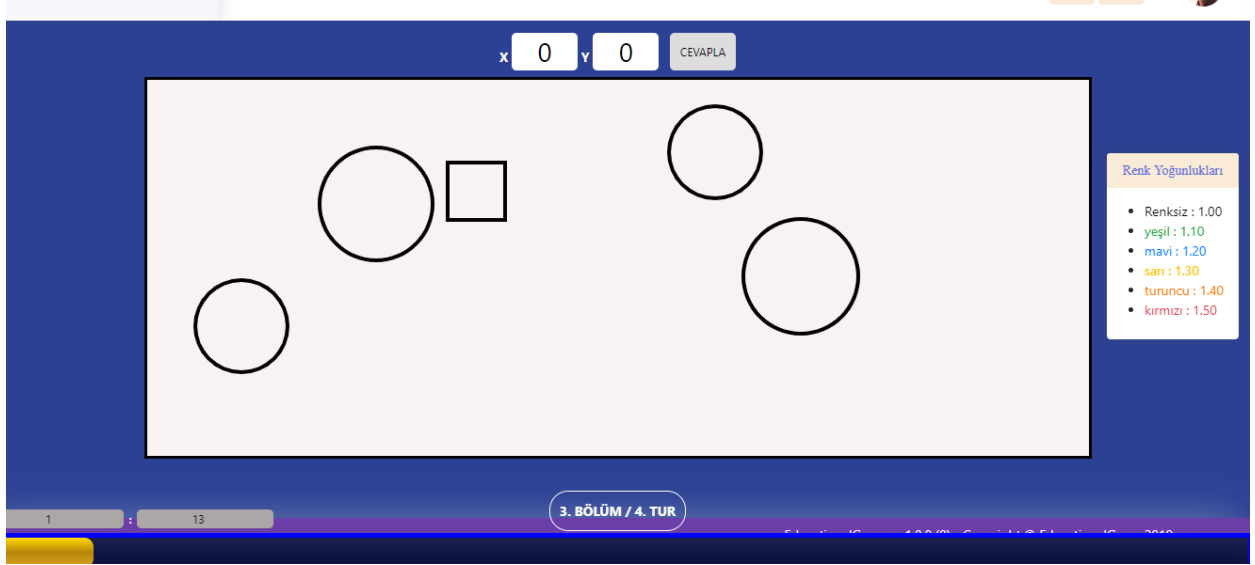 X 0 Y 0 CEVAPLA
Renk Yoğunlukları
Renksiz : 1.00
yeşil : 1.10
mavi : 1.20
sarı : 1.30
turuncu : 1.40
kırmızı : 1.50
3. BÖLÜM / 4. TUR
1 : 13